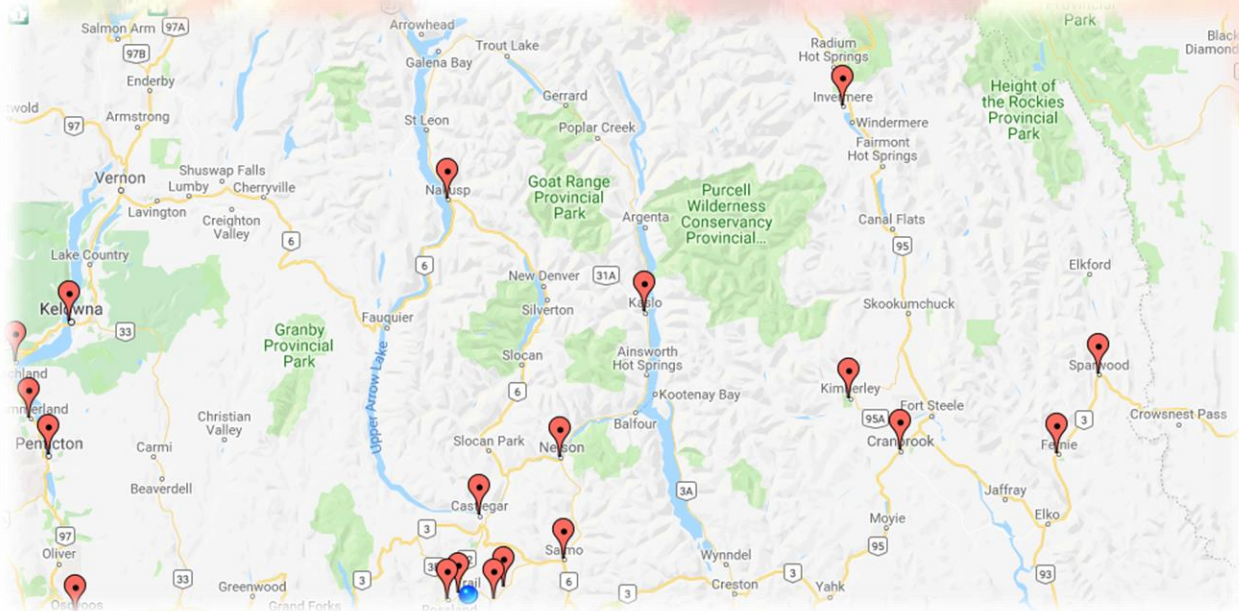 Salmon Arm
97A
97B
Enderby
Armstrong
97
Vernon
Shuswap Falls
Lumby
Cherryville
Lavington
Creighton
Valley
6
Lake Country
Kelowna
33
Granby
Provincial
Park
Christian
Valley
Carmi
Beaverdell
97
Oliver
33
Greenwood
Grand Forks
Arrowhead
Galena Bay
Trout Lake
Gerrard
Poplar Creek
St Leon
Goat Range
Provincial
Park
Argenta
6
New Denver
31A
Silverton
Fauquier
Upper Arrow Lake
Slocan
6
Ainsworth
Hot Springs
Kootenay Bay
Balfour
Slocan Park
Nelson
Castlegar
3
3A
Salmo
6
3
3
Wynndel
Creston
3
Yahk
Purcell
Wilderness
Conservancy
Provincial...
Kaslo
Radium
Hot Springs
Invermere
Windermere
Fairmont
Hot Springs
Canal Flats
95
Skookumchuck
Kimberley
95A
Fort Steele
Cranbrook
Moyie
95
Jaffray
Elko
93
Fernie
3
Sparwood
Crowsnest Pass
Elkford
Height of
the Rockies
Provincial
Park
Park
Black
Diamond